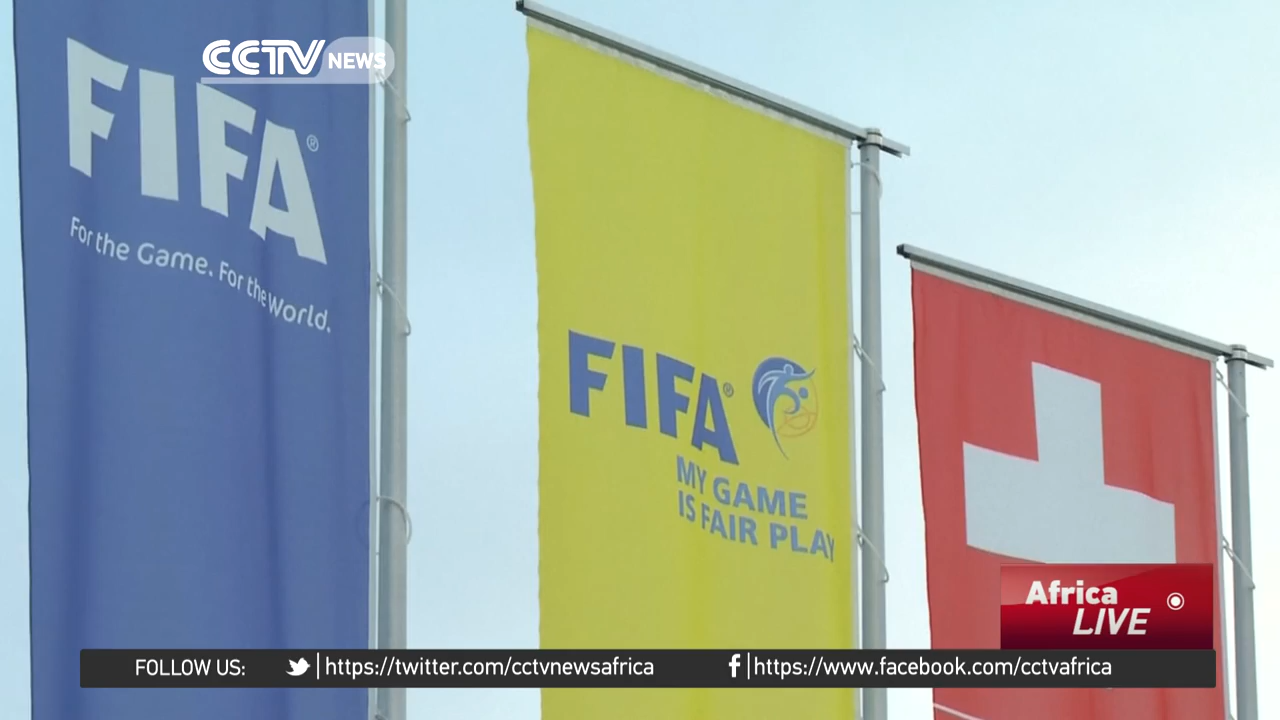 CCTV NEWS
FIFA®
For the Game. For the World.
FIFA®
MY GAME
IS FAIR PLAY
Africa
LIVE
FOLLOW US: https://twitter.com/cctvnewsafrica https://www.facebook.com/cctvafrica